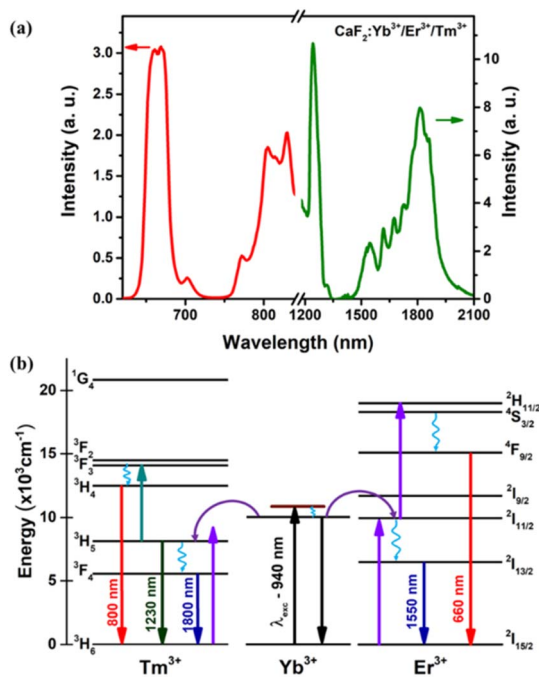 (a)
CaF₂:Yb³⁺/Er³⁺/Tm³⁺
Intensity (a. u.)
3.0
2.5
2.0
1.5
1.0
0.5
0.0
10
8
6
4
2
0
Intensity (a. u.)
700 800 1200 1500 1800 2100
Wavelength (nm)
(b)
Energy (x10³cm⁻¹)
20
15
10
5
0
¹G₄
³F₂
³F₃
³H₄
³H₅
³F₄
³H₆
800 nm
1230 nm
1800 nm
λexc - 940 nm
1550 nm
660 nm
²H₁₁/₂
⁴S₃/₂
⁴F₉/₂
²I₉/₂
²I₁₁/₂
²I₁₃/₂
²I₁₅/₂
Tm³⁺ Yb³⁺ Er³⁺